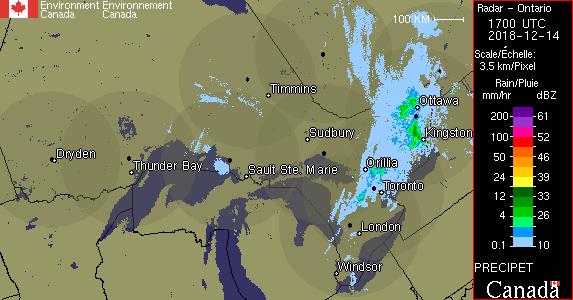 Environment Environnement
Canada Canada
100 KM
Timmins
Ottawa
Sudbury
Kingston
Dryden
Thunder Bay
Sault Ste. Marie
Orillia
Toronto
London
Windsor
Radar - Ontario
1700 UTC
2018-12-14
Scale/Échelle:
3.5 km/Pixel
Rain/Pluie
mm/hr dBZ
200 61
100 52
50 46
24 39
12 33
4 26
0.1 10
PRECIPET
Canada